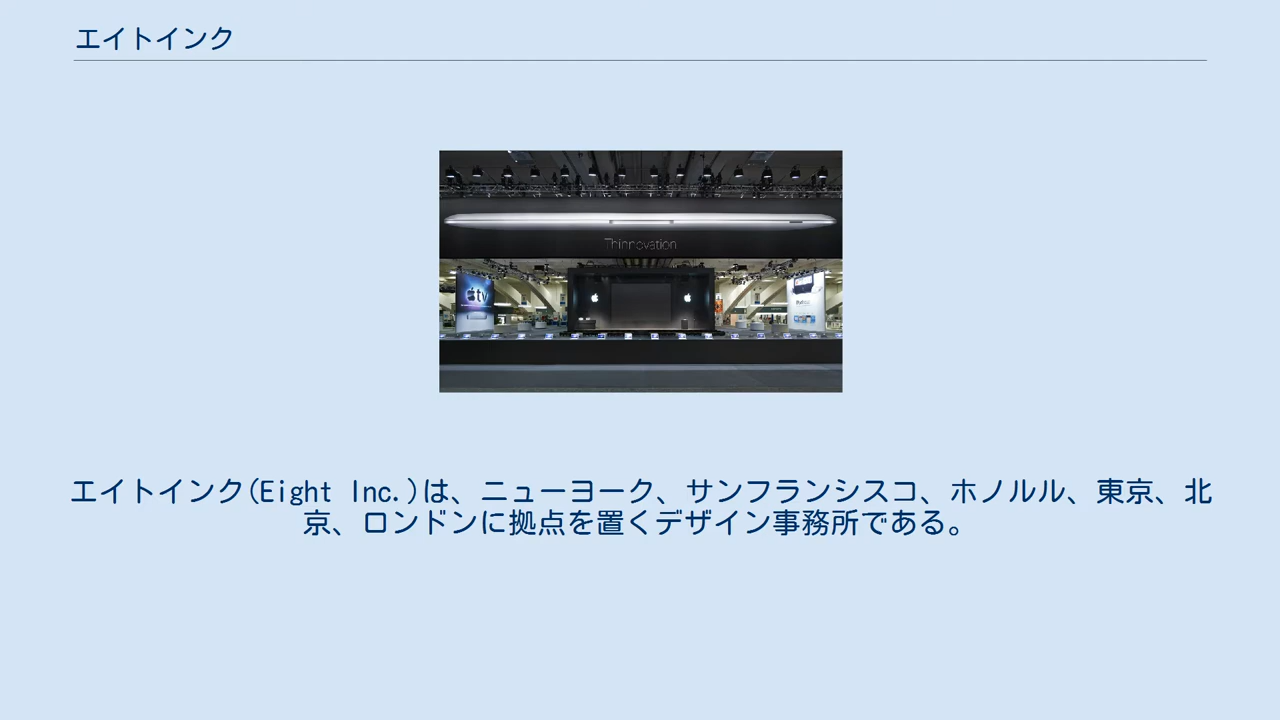 エイトインク
Thinnovation
tv
エイトインク(Eight Inc.)は、ニューヨーク、サンフランシスコ、ホノルル、東京、北
京、ロンドンに拠点を置くデザイン事務所である。